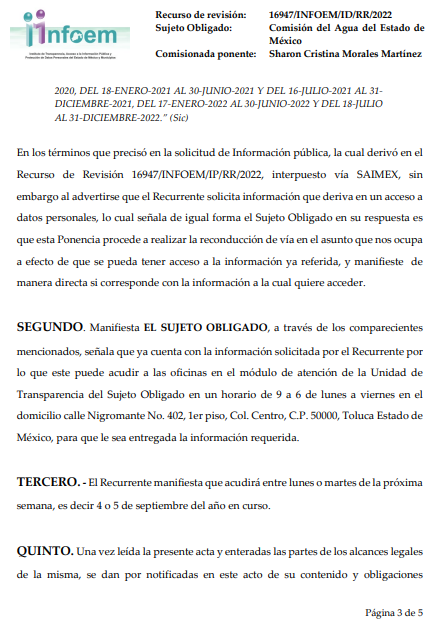 infoem
Instituto de Transparencia, Acceso a la Información Pública y
Protección de Datos Personales del Estado de México y Municipios
Recurso de revisión: 16947/INFOEM/ID/RR/2022
Sujeto Obligado: Comisión del Agua del Estado de
México
Comisionada ponente: Sharon Cristina Morales Martínez
2020, DEL 18-ENERO-2021 AL 30-JUNIO-2021 Y DEL 16-JULIO-2021 AL 31-
DICIEMBRE-2021, DEL 17-ENERO-2022 AL 30-JUNIO-2022 Y DEL 18-JULIO
AL 31-DICIEMBRE-2022.” (Sic)
En los términos que precisó en la solicitud de Información pública, la cual derivó en el
Recurso de Revisión 16947/INFOEM/IP/RR/2022, interpuesto vía SAIMEX, sin
embargo al advertirse que el Recurrente solicita información que deriva en un acceso a
datos personales, lo cual señala de igual forma el Sujeto Obligado en su respuesta es
que esta Ponencia procede a realizar la reconducción de vía en el asunto que nos ocupa
a efecto de que se pueda tener acceso a la información ya referida, y manifieste de
manera directa si corresponde con la información a la cual quiere acceder.
SEGUNDO. Manifiesta EL SUJETO OBLIGADO, a través de los comparecientes
mencionados, señala que ya cuenta con la información solicitada por el Recurrente por
lo que este puede acudir a las oficinas en el módulo de atención de la Unidad de
Transparencia del Sujeto Obligado en un horario de 9 a 6 de lunes a viernes en el
domicilio calle Nigromante No. 402, 1er piso, Col. Centro, C.P. 50000, Toluca Estado de
México, para que le sea entregada la información requerida.
TERCERO. - El Recurrente manifiesta que acudirá entre lunes o martes de la próxima
semana, es decir 4 o 5 de septiembre del año en curso.
QUINTO. Una vez leída la presente acta y enteradas las partes de los alcances legales
de la misma, se dan por notificadas en este acto de su contenido y obligaciones
Página 3 de 5